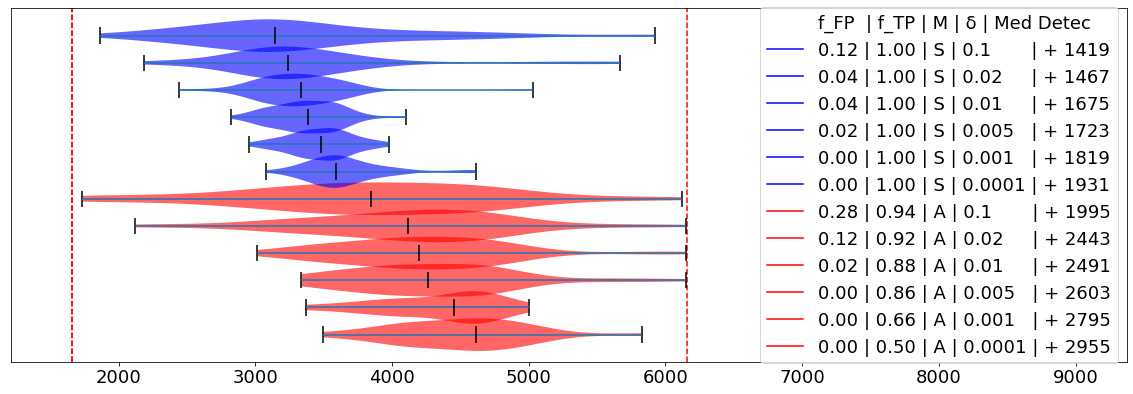 f_FP | f_TP | M | δ | Med Detec
0.12 | 1.00 | S | 0.1 | + 1419
0.04 | 1.00 | S | 0.02 | + 1467
0.04 | 1.00 | S | 0.01 | + 1675
0.02 | 1.00 | S | 0.005 | + 1723
0.00 | 1.00 | S | 0.001 | + 1819
0.00 | 1.00 | S | 0.0001 | + 1931
0.28 | 0.94 | A | 0.1 | + 1995
0.12 | 0.92 | A | 0.02 | + 2443
0.02 | 0.88 | A | 0.01 | + 2491
0.00 | 0.86 | A | 0.005 | + 2603
0.00 | 0.66 | A | 0.001 | + 2795
0.00 | 0.50 | A | 0.0001 | + 2955
2000 3000 4000 5000 6000 7000 8000 9000